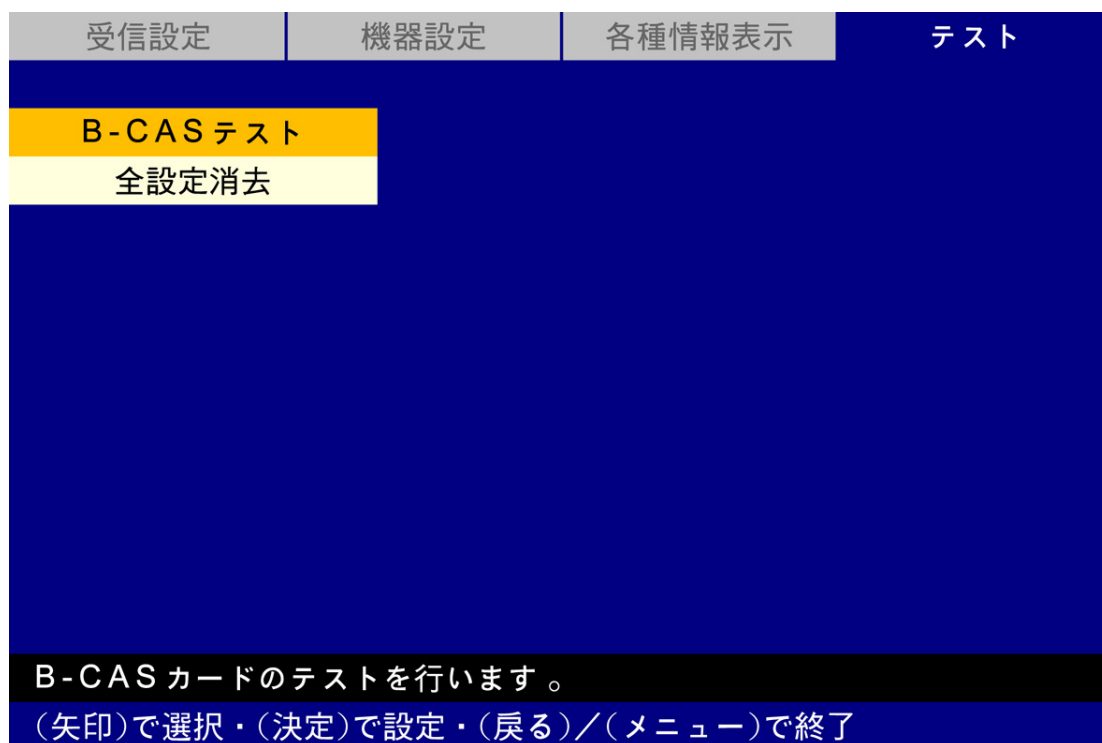 受信設定 機器設定 各種情報表示 テスト
B-CASテスト
全設定消去
B-CASカードのテストを行います。
(矢印)で選択・(決定)で設定・(戻る)/(メニュー)で終了